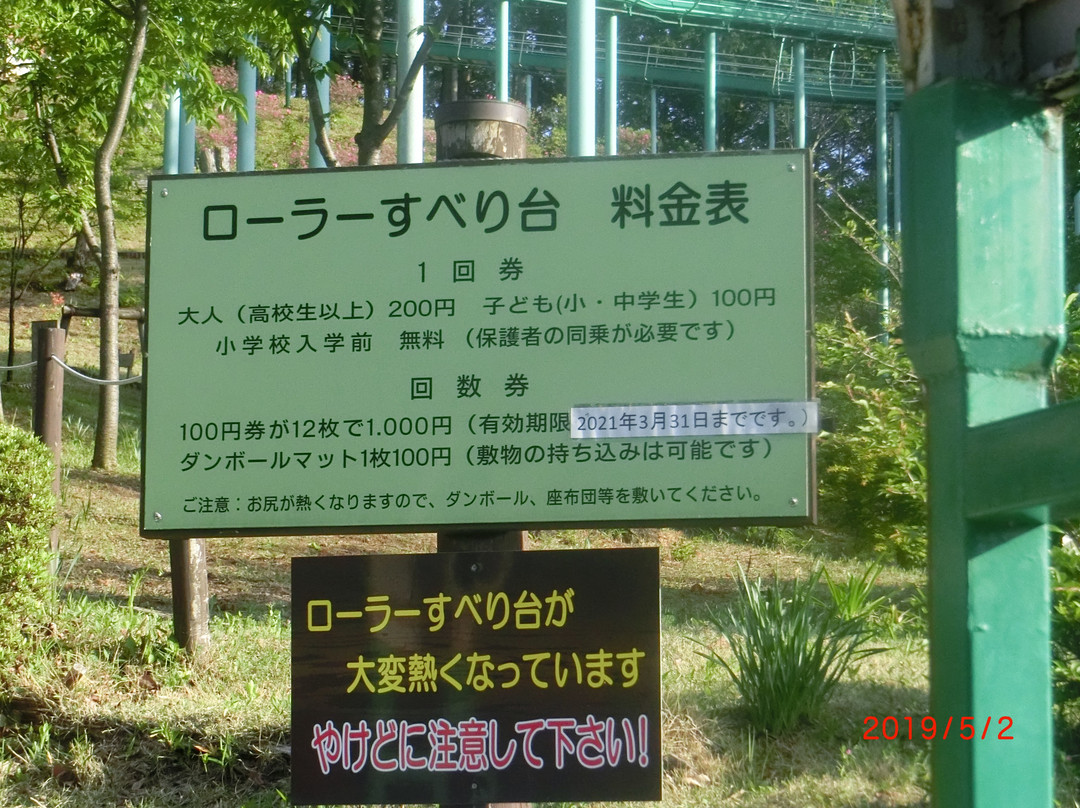 ローラーすべり台　料金表
1 回 券
大人（高校生以上）200円　子ども(小・中学生）100円
小学校入学前　無料　（保護者の同乗が必要です）
回 数 券
100円券が12枚で1.000円（有効期限 2021年3月31日までです。）
ダンボールマット1枚100円（敷物の持ち込みは可能です）
ご注意：お尻が熱くなりますので、ダンボール、座布団等を敷いてください。
ローラーすべり台が
大変熱くなっています
やけどに注意して下さい!
2019/5/2